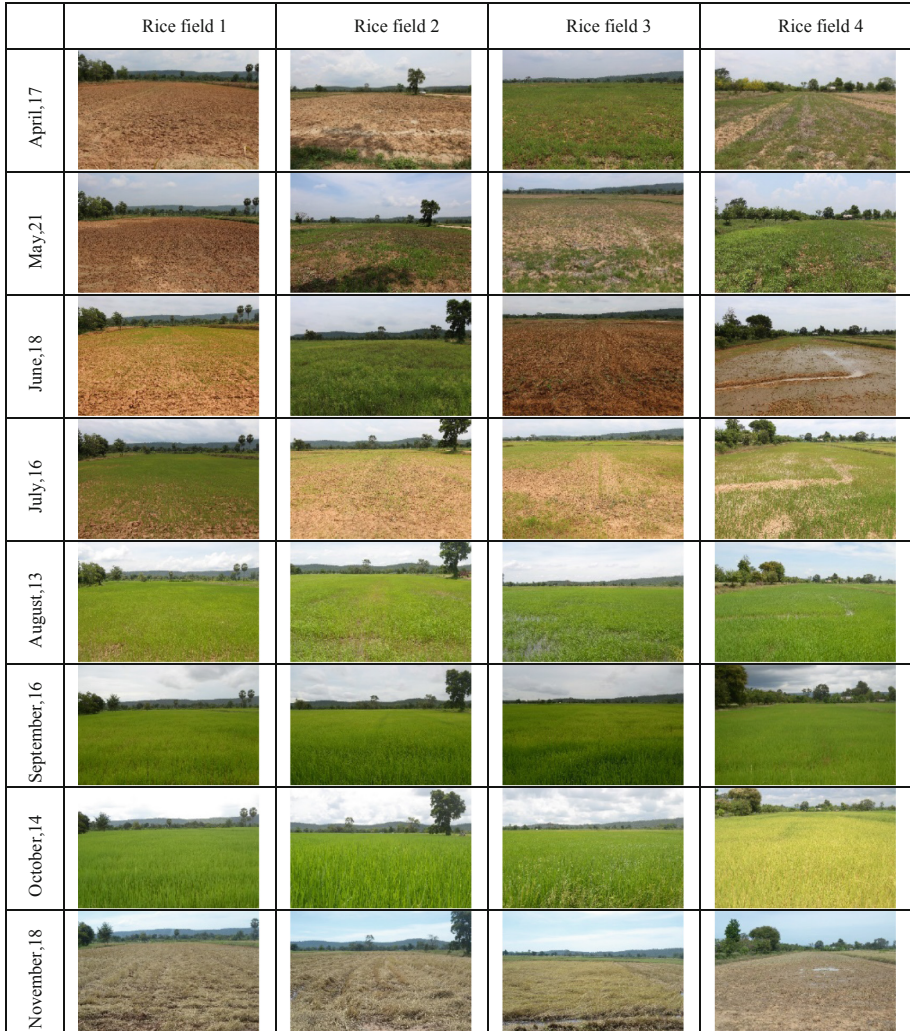 Rice field 1
Rice field 2
Rice field 3
Rice field 4
April,17
May,21
June,18
July,16
August,13
September,16
October,14
November,18